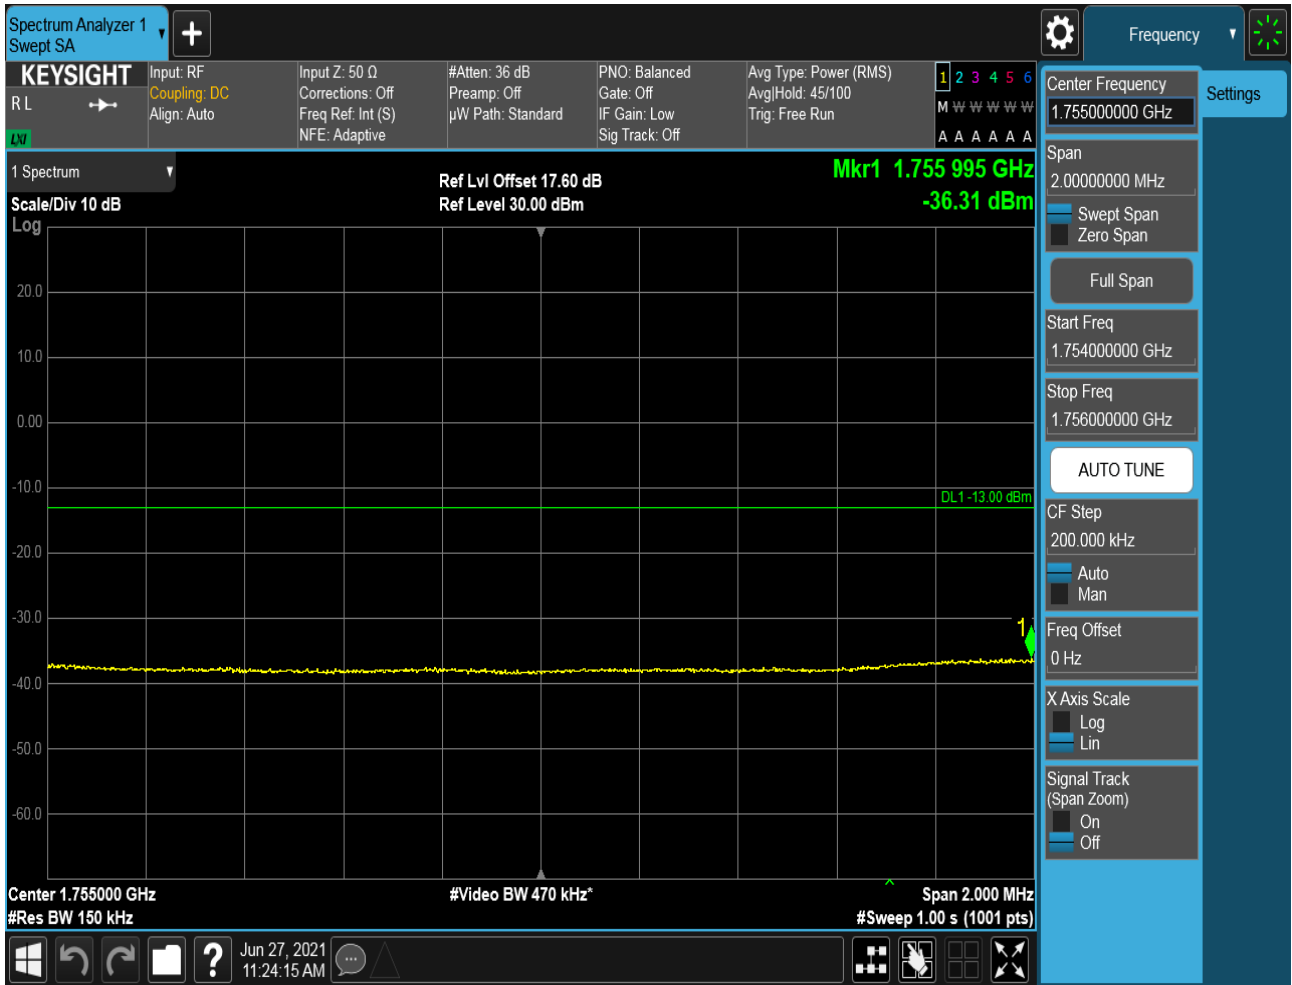 Spectrum Analyzer 1
Swept SA
Frequency
KEYSIGHT
R L
LXI
Input: RF
Coupling: DC
Align: Auto
Input Z: 50 Ω
Corrections: Off
Freq Ref: Int (S)
NFE: Adaptive
#Atten: 36 dB
Preamp: Off
µW Path: Standard
PNO: Balanced
Gate: Off
IF Gain: Low
Sig Track: Off
Avg Type: Power (RMS)
Avg|Hold: 45/100
Trig: Free Run
1 2 3 4 5 6
M W W W W W
A A A A A A
Center Frequency
1.755000000 GHz
Settings
Span
2.00000000 MHz
Swept Span
Zero Span
Full Span
Start Freq
1.754000000 GHz
Stop Freq
1.756000000 GHz
AUTO TUNE
CF Step
200.000 kHz
Auto
Man
Freq Offset
0 Hz
X Axis Scale
Log
Lin
Signal Track
(Span Zoom)
On
Off
1 Spectrum
Scale/Div 10 dB
Log
Ref Lvl Offset 17.60 dB
Ref Level 30.00 dBm
Mkr1 1.755 995 GHz
-36.31 dBm
20.0
10.0
0.00
-10.0
DL1 -13.00 dBm
-20.0
-30.0
1
-40.0
-50.0
-60.0
Center 1.755000 GHz
#Video BW 470 kHz*
Span 2.000 MHz
#Res BW 150 kHz
#Sweep 1.00 s (1001 pts)
Jun 27, 2021
11:24:15 AM